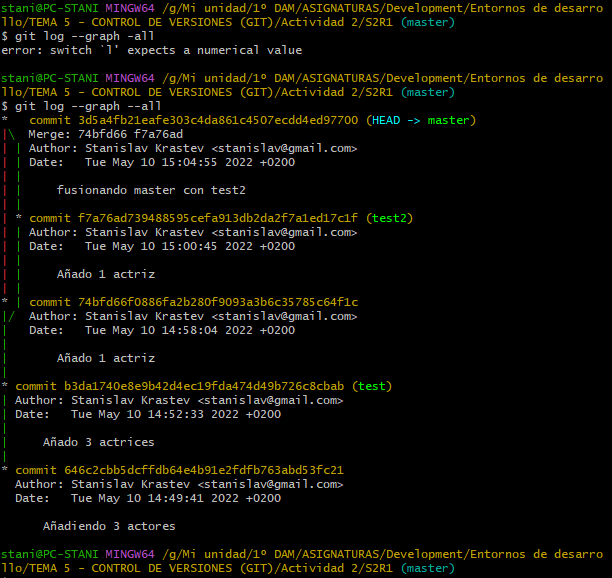 stani@PC-STANI MINGW64 /g/Mi unidad/1º DAM/ASIGNATURAS/Development/Entornos de desarro
llo/TEMA 5 - CONTROL DE VERSIONES (GIT)/Actividad 2/S2R1 (master)
$ git log --graph -all
error: switch `l' expects a numerical value
stani@PC-STANI MINGW64 /g/Mi unidad/1º DAM/ASIGNATURAS/Development/Entornos de desarro
llo/TEMA 5 - CONTROL DE VERSIONES (GIT)/Actividad 2/S2R1 (master)
$ git log --graph --all
*   commit 3d5a4fb21eafe303c4da861c4507ecdd4ed97700 (HEAD -> master)
|\  Merge: 74bfd66 f7a76ad
| | Author: Stanislav Krastev <stanislav@gmail.com>
| | Date:   Tue May 10 15:04:55 2022 +0200
| |
| |     fusionando master con test2
| |
| * commit f7a76ad739488595cefa913db2da2f7a1ed17c1f (test2)
| | Author: Stanislav Krastev <stanislav@gmail.com>
| | Date:   Tue May 10 15:00:45 2022 +0200
| |
| |     Añado 1 actriz
| |
* | commit 74bfd66f0886fa2b280f9093a3b6c35785c64f1c
|/  Author: Stanislav Krastev <stanislav@gmail.com>
|   Date:   Tue May 10 14:58:04 2022 +0200
|
|       Añado 1 actriz
|
* commit b3da1740e8e9b42d4ec19fda474d49b726c8cbab (test)
| Author: Stanislav Krastev <stanislav@gmail.com>
| Date:   Tue May 10 14:52:33 2022 +0200
|
|     Añado 3 actrices
|
* commit 646c2cbb5dcffdb64e4b91e2fdfb763abd53fc21
  Author: Stanislav Krastev <stanislav@gmail.com>
  Date:   Tue May 10 14:49:41 2022 +0200
      Añadiendo 3 actores
stani@PC-STANI MINGW64 /g/Mi unidad/1º DAM/ASIGNATURAS/Development/Entornos de desarro
llo/TEMA 5 - CONTROL DE VERSIONES (GIT)/Actividad 2/S2R1 (master)